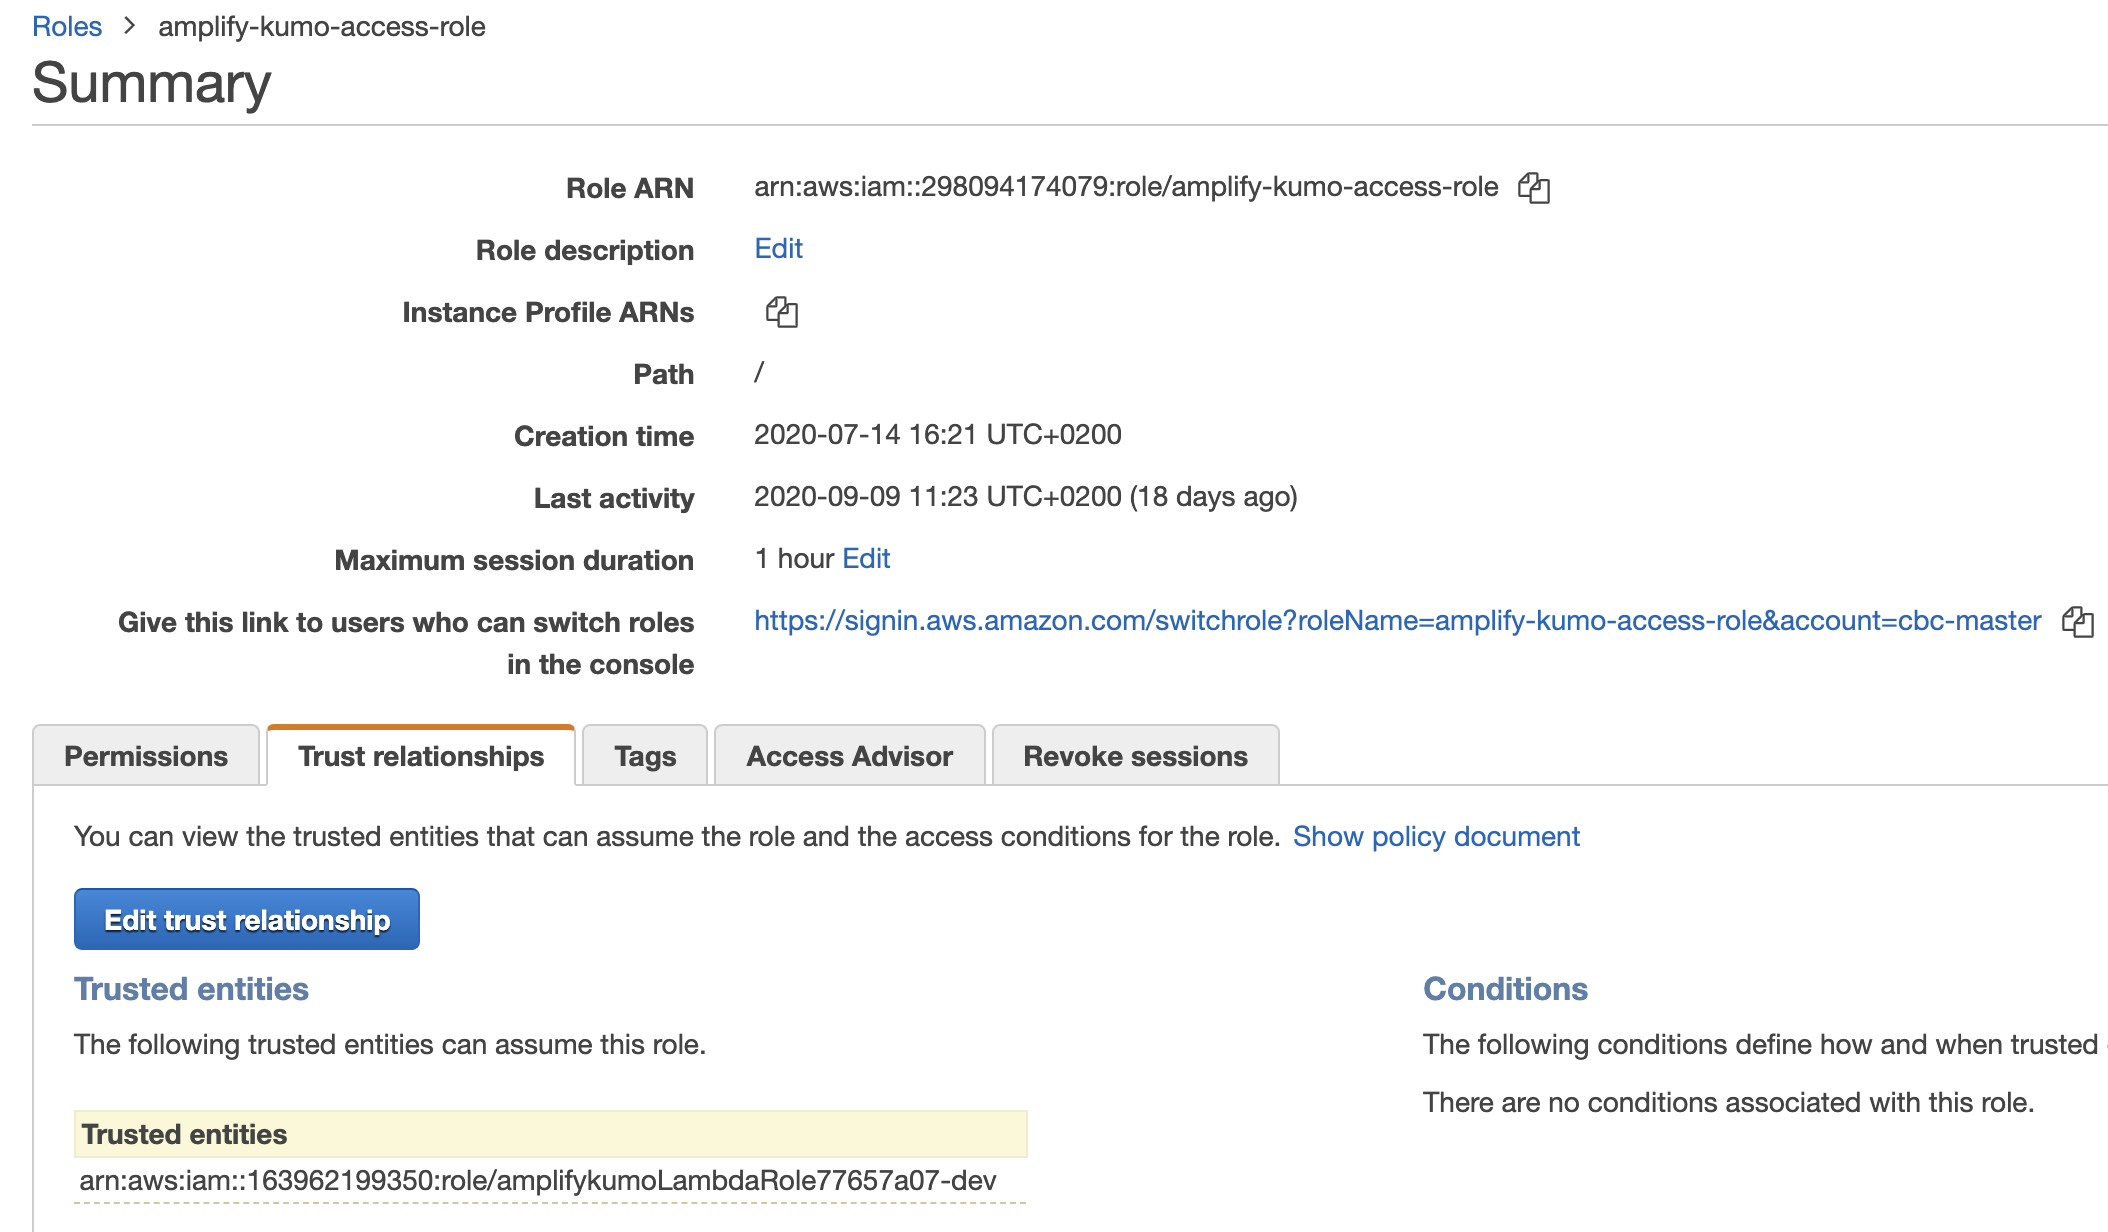 Roles > amplify-kumo-access-role
Summary
Role ARN arn:aws:iam::298094174079:role/amplify-kumo-access-role
Role description Edit
Instance Profile ARNs
Path /
Creation time 2020-07-14 16:21 UTC+0200
Last activity 2020-09-09 11:23 UTC+0200 (18 days ago)
Maximum session duration 1 hour Edit
Give this link to users who can switch roles https://signin.aws.amazon.com/switchrole?roleName=amplify-kumo-access-role&account=cbc-master
in the console
Permissions Trust relationships Tags Access Advisor Revoke sessions
You can view the trusted entities that can assume the role and the access conditions for the role. Show policy document
Edit trust relationship
Trusted entities
The following trusted entities can assume this role.
Trusted entities
arn:aws:iam::163962199350:role/amplifykumoLambdaRole77657a07-dev
Conditions
The following conditions define how and when trusted
There are no conditions associated with this role.